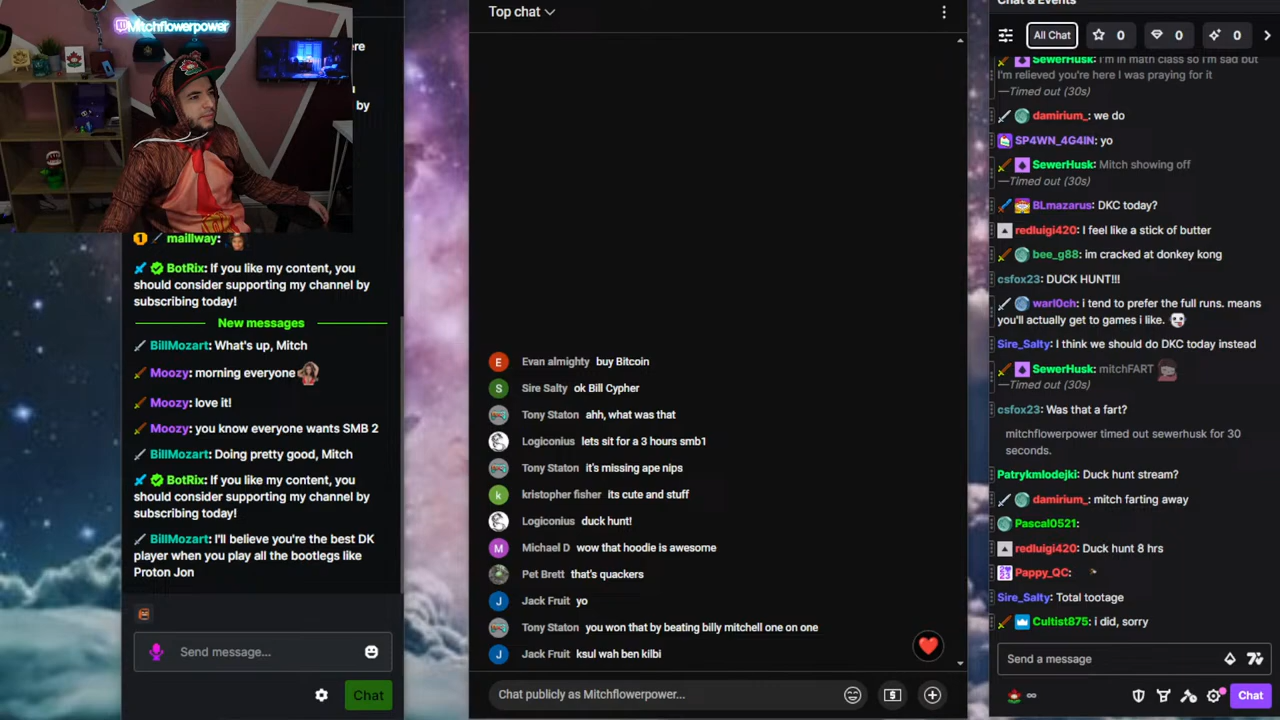 Mitchflowerpower
ere
u
by
maillway:
BotRix: If you like my content, you
should consider supporting my channel by
subscribing today!
New messages
BillMozart: What's up, Mitch
Moozy: morning everyone
Moozy: love it!
Moozy: you know everyone wants SMB 2
BillMozart: Doing pretty good, Mitch
BotRix: If you like my content, you
should consider supporting my channel by
subscribing today!
BillMozart: I'll believe you're the best DK
player when you play all the bootlegs like
Proton Jon
Send message...
Chat
Top chat
E Evan almighty buy Bitcoin
S Sire Salty ok Bill Cypher
Tony Staton ahh, what was that
Logiconius lets sit for a 3 hours smb1
Tony Staton it's missing ape nips
k kristopher fisher its cute and stuff
Logiconius duck hunt!
M Michael D wow that hoodie is awesome
Pet Brett that's quackers
J Jack Fruit yo
Tony Staton you won that by beating billy mitchell one on one
J Jack Fruit ksul wah ben kilbi
Chat publicly as Mitchflowerpower...
Chat & Events
All Chat 0 0 0
SewerHusk: I'm in math class so i'm sad but
I'm relieved you're here I was praying for it
—Timed out (30s)
damirium_: we do
SP4WN_4G4IN: yo
SewerHusk: Mitch showing off
—Timed out (30s)
BLmazarus: DKC today?
redluigi420: I feel like a stick of butter
bee_g88: im cracked at donkey kong
csfox23: DUCK HUNT!!!
warl0ch: i tend to prefer the full runs. means
you'll actually get to games i like.
Sire_Salty: I think we should do DKC today instead
SewerHusk: mitchFART
—Timed out (30s)
csfox23: Was that a fart?
mitchflowerpower timed out sewerhusk for 30
seconds.
Patrykmlodejki: Duck hunt stream?
damirium_: mitch farting away
Pascal0521:
redluigi420: Duck hunt 8 hrs
Pappy_QC:
Sire_Salty: Total tootage
Cultist875: i did, sorry
Send a message
Chat